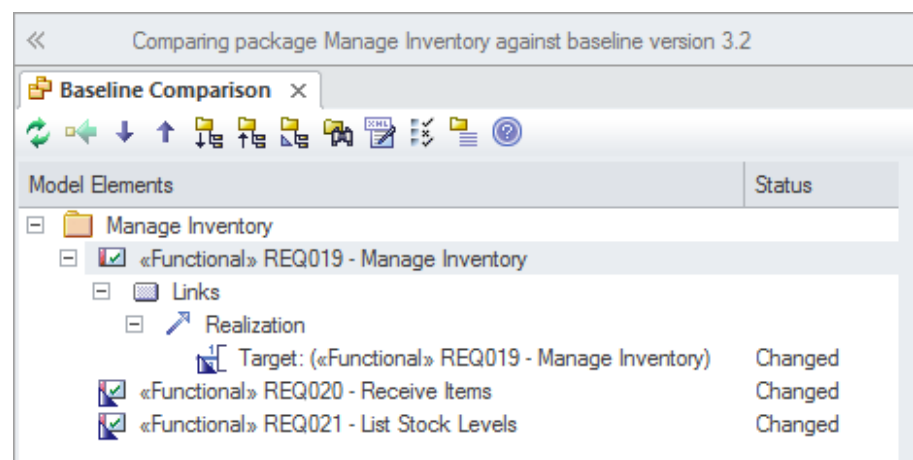 Comparing package Manage Inventory against baseline version 3.2
Baseline Comparison
Model Elements Status
Manage Inventory
«Functional» REQ019 - Manage Inventory
Links
Realization
Target: («Functional» REQ019 - Manage Inventory) Changed
«Functional» REQ020 - Receive Items Changed
«Functional» REQ021 - List Stock Levels Changed